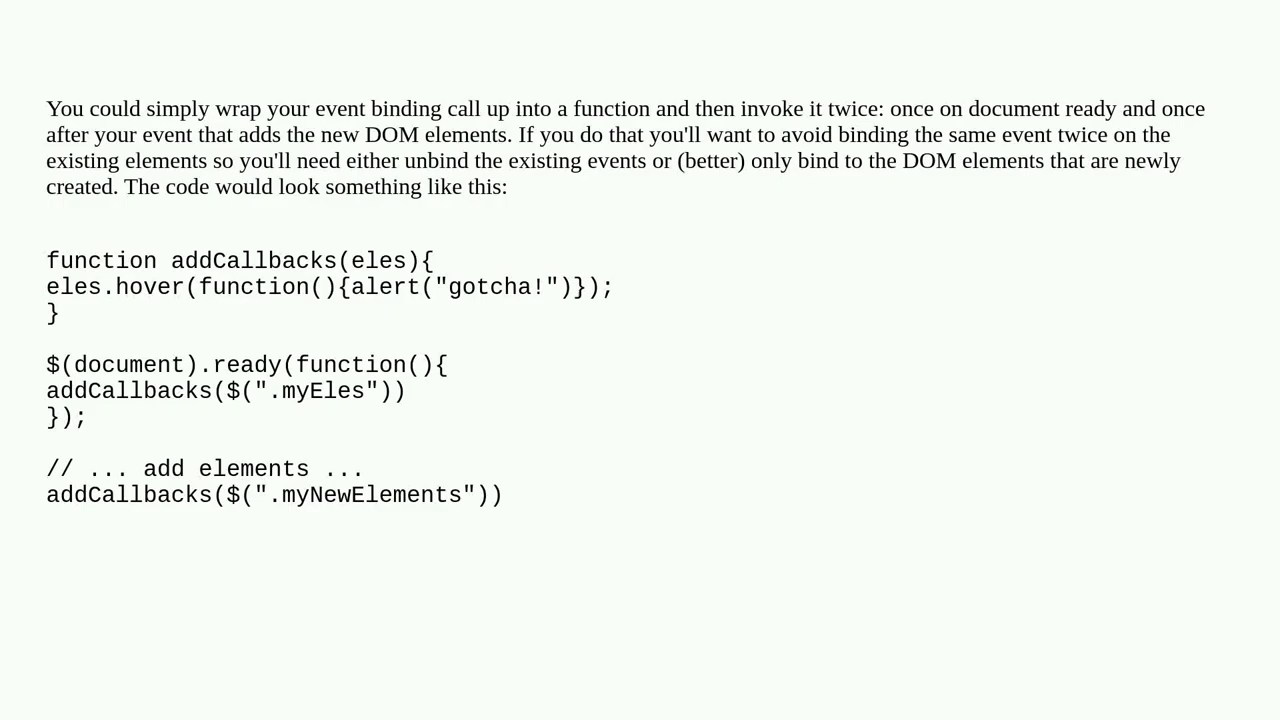 You could simply wrap your event binding call up into a function and then invoke it twice: once on document ready and once
after your event that adds the new DOM elements. If you do that you'll want to avoid binding the same event twice on the
existing elements so you'll need either unbind the existing events or (better) only bind to the DOM elements that are newly
created. The code would look something like this:
function addCallbacks(eles){
eles.hover(function(){alert("gotcha!")});
}
$(document).ready(function(){
addCallbacks($(".myEles"))
});
// ... add elements ...
addCallbacks($(".myNewElements"))